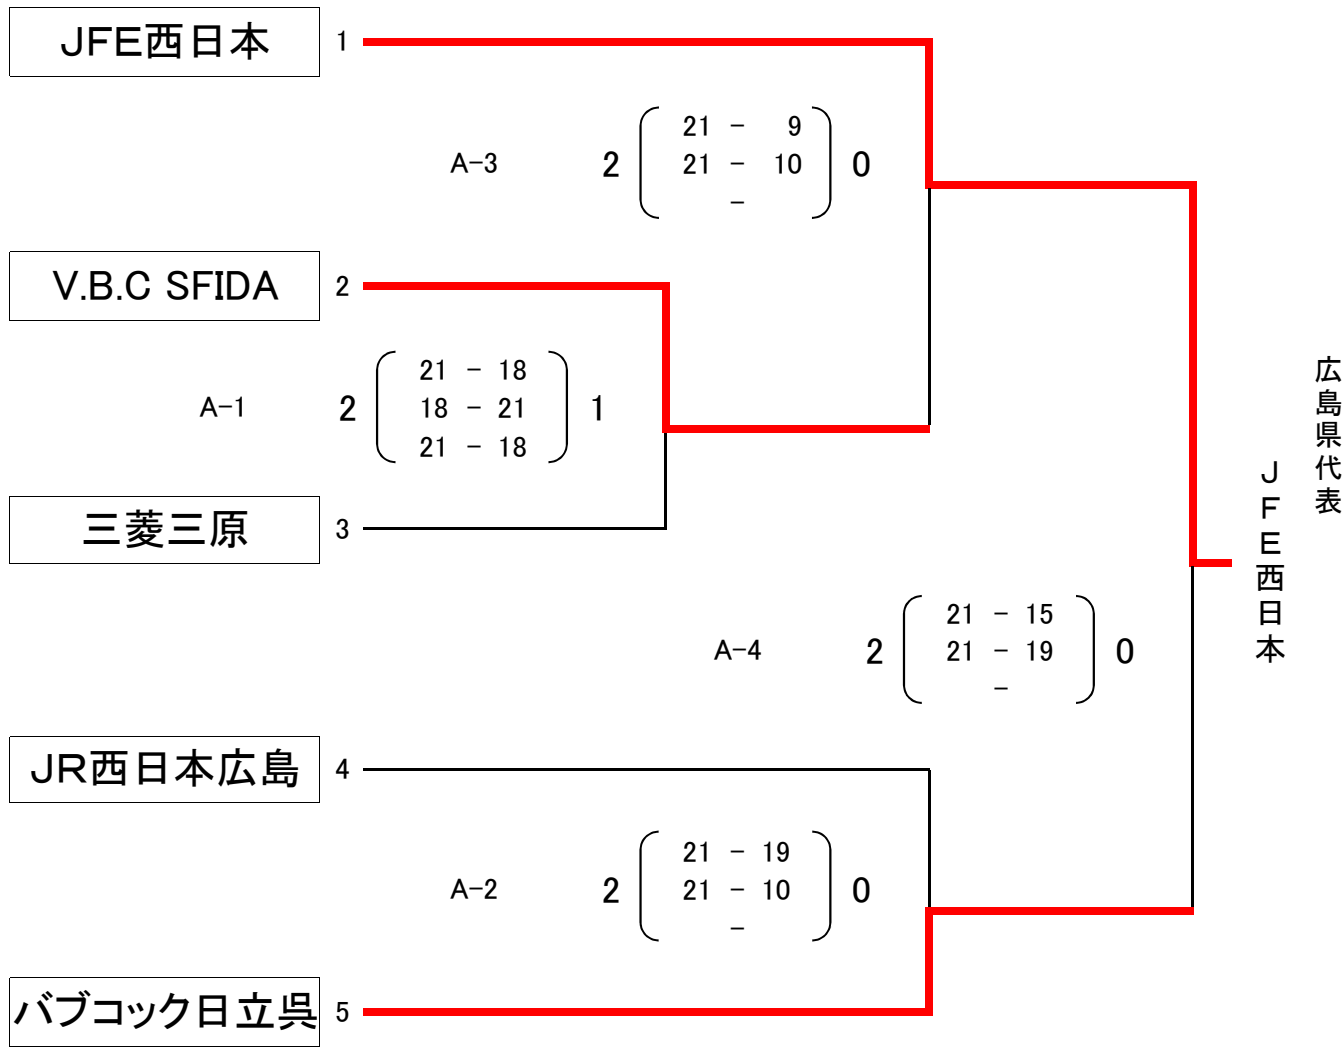 JFE西日本 1
21 - 9
A-3 2 21 - 10 0
-
V.B.C SFIDA 2
21 - 18
A-1 2 18 - 21 1
21 - 18
三菱三原 3
広島県代表
JFE西日本
21 - 15
A-4 2 21 - 19 0
-
JR西日本広島 4
21 - 19
A-2 2 21 - 10 0
-
バブコック日立呉 5